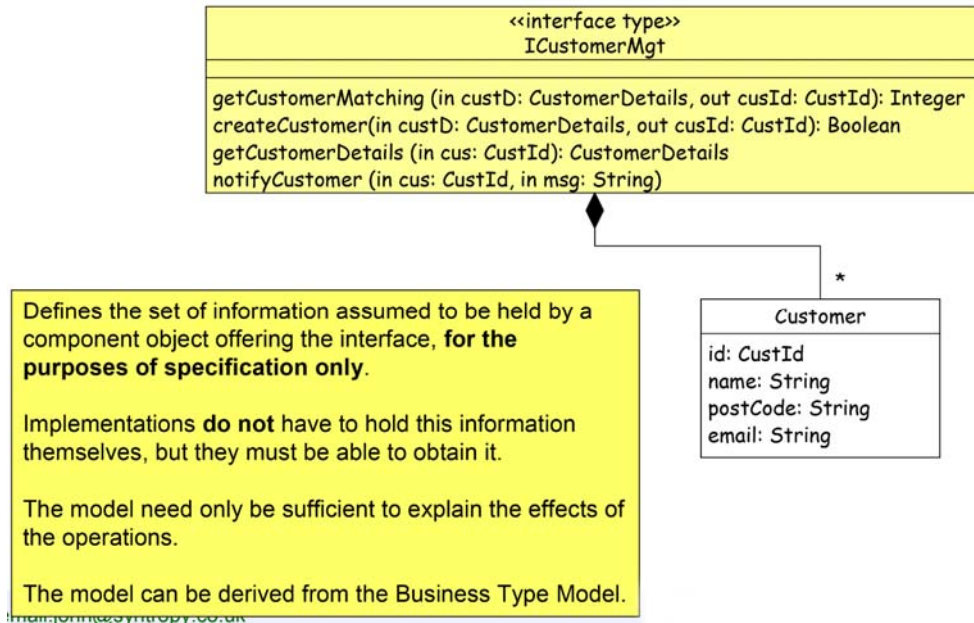 «interface type»
ICustomerMgt
getCustomerMatching (in custD: CustomerDetails, out cusId: CustId): Integer
createCustomer(in custD: CustomerDetails, out cusId: CustId): Boolean
getCustomerDetails (in cus: CustId): CustomerDetails
notifyCustomer (in cus: CustId, in msg: String)
*
Customer
id: CustId
name: String
postCode: String
email: String
Defines the set of information assumed to be held by a
component object offering the interface, for the
purposes of specification only.
Implementations do not have to hold this information
themselves, but they must be able to obtain it.
The model need only be sufficient to explain the effects of
the operations.
The model can be derived from the Business Type Model.